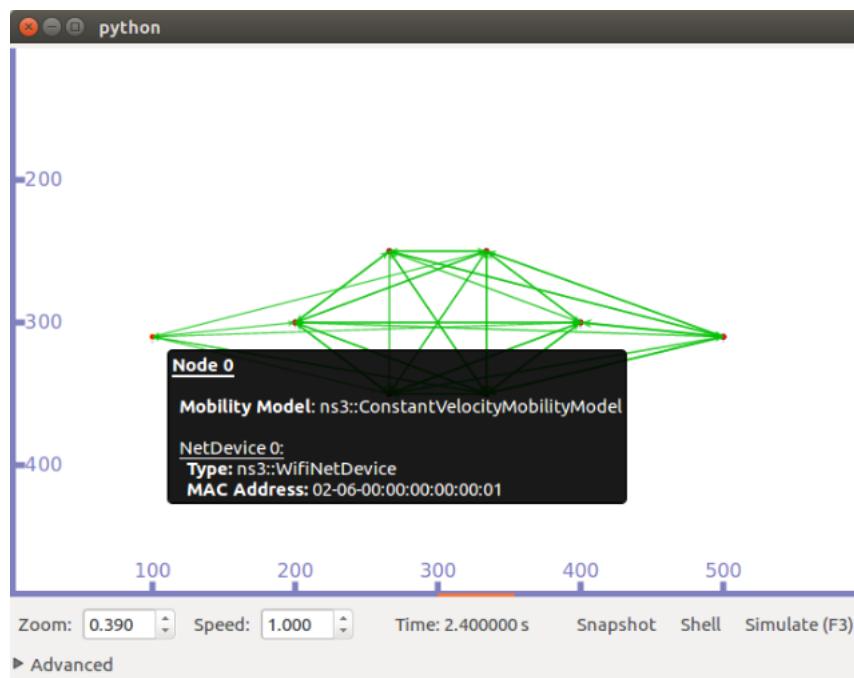 python
200
300
400
Node 0
Mobility Model: ns3::ConstantVelocityMobilityModel
NetDevice 0:
Type: ns3::WifiNetDevice
MAC Address: 02-06-00:00:00:00:00:01
100 200 300 400 500
Zoom: 0.390 Speed: 1.000 Time: 2.400000 s Snapshot Shell Simulate (F3)
Advanced